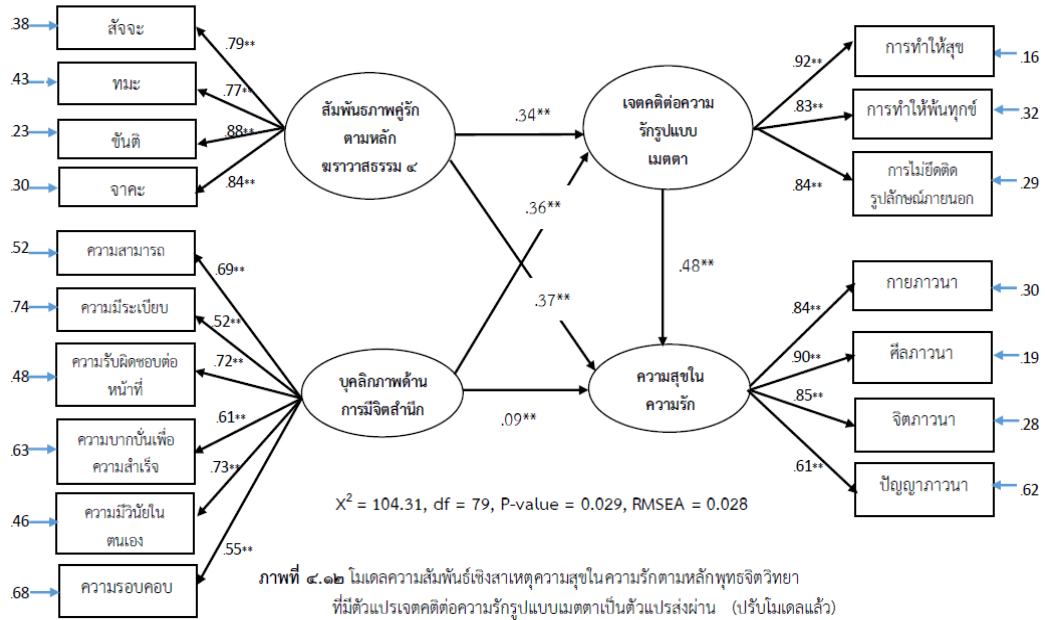 .38
สัจจะ
.79**
.43
ทมะ
.77**
.23
ขันติ
.88**
.30
จาคะ
.84**
สัมพันธภาพคู่รัก
ตามหลัก
ฆราวาสธรรม ๔
.34**
.37**
.52
ความสามารถ
.69**
.74
ความมีระเบียบ
.52**
.48
ความรับผิดชอบต่อ
หน้าที่
.72**
.63
ความบากบั่นเพื่อ
ความสำเร็จ
.61**
.46
ความมีวินัยใน
ตนเอง
.73**
.68
ความรอบคอบ
.55**
บุคลิกภาพด้าน
การมีจิตสำนึก
.36**
.09**
เจตคติต่อความ
รักรูปแบบ
เมตตา
.48**
.92**
การทำให้สุข
.16
.83**
การทำให้พ้นทุกข์
.32
.84**
การไม่ยึดติด
รูปลักษณ์ภายนอก
.29
ความสุขใน
ความรัก
.84**
กายภาวนา
.30
.90**
ศีลภาวนา
.19
.85**
จิตภาวนา
.28
.61**
ปัญญาภาวนา
.62
X² = 104.31, df = 79, P-value = 0.029, RMSEA = 0.028
ภาพที่ ๔.๑๒ โมเดลความสัมพันธ์เชิงสาเหตุความสุขในความรักตามหลักพุทธจิตวิทยา
ที่มีตัวแปรเจตคติต่อความรักรูปแบบเมตตาเป็นตัวแปรส่งผ่าน (ปรับโมเดลแล้ว)